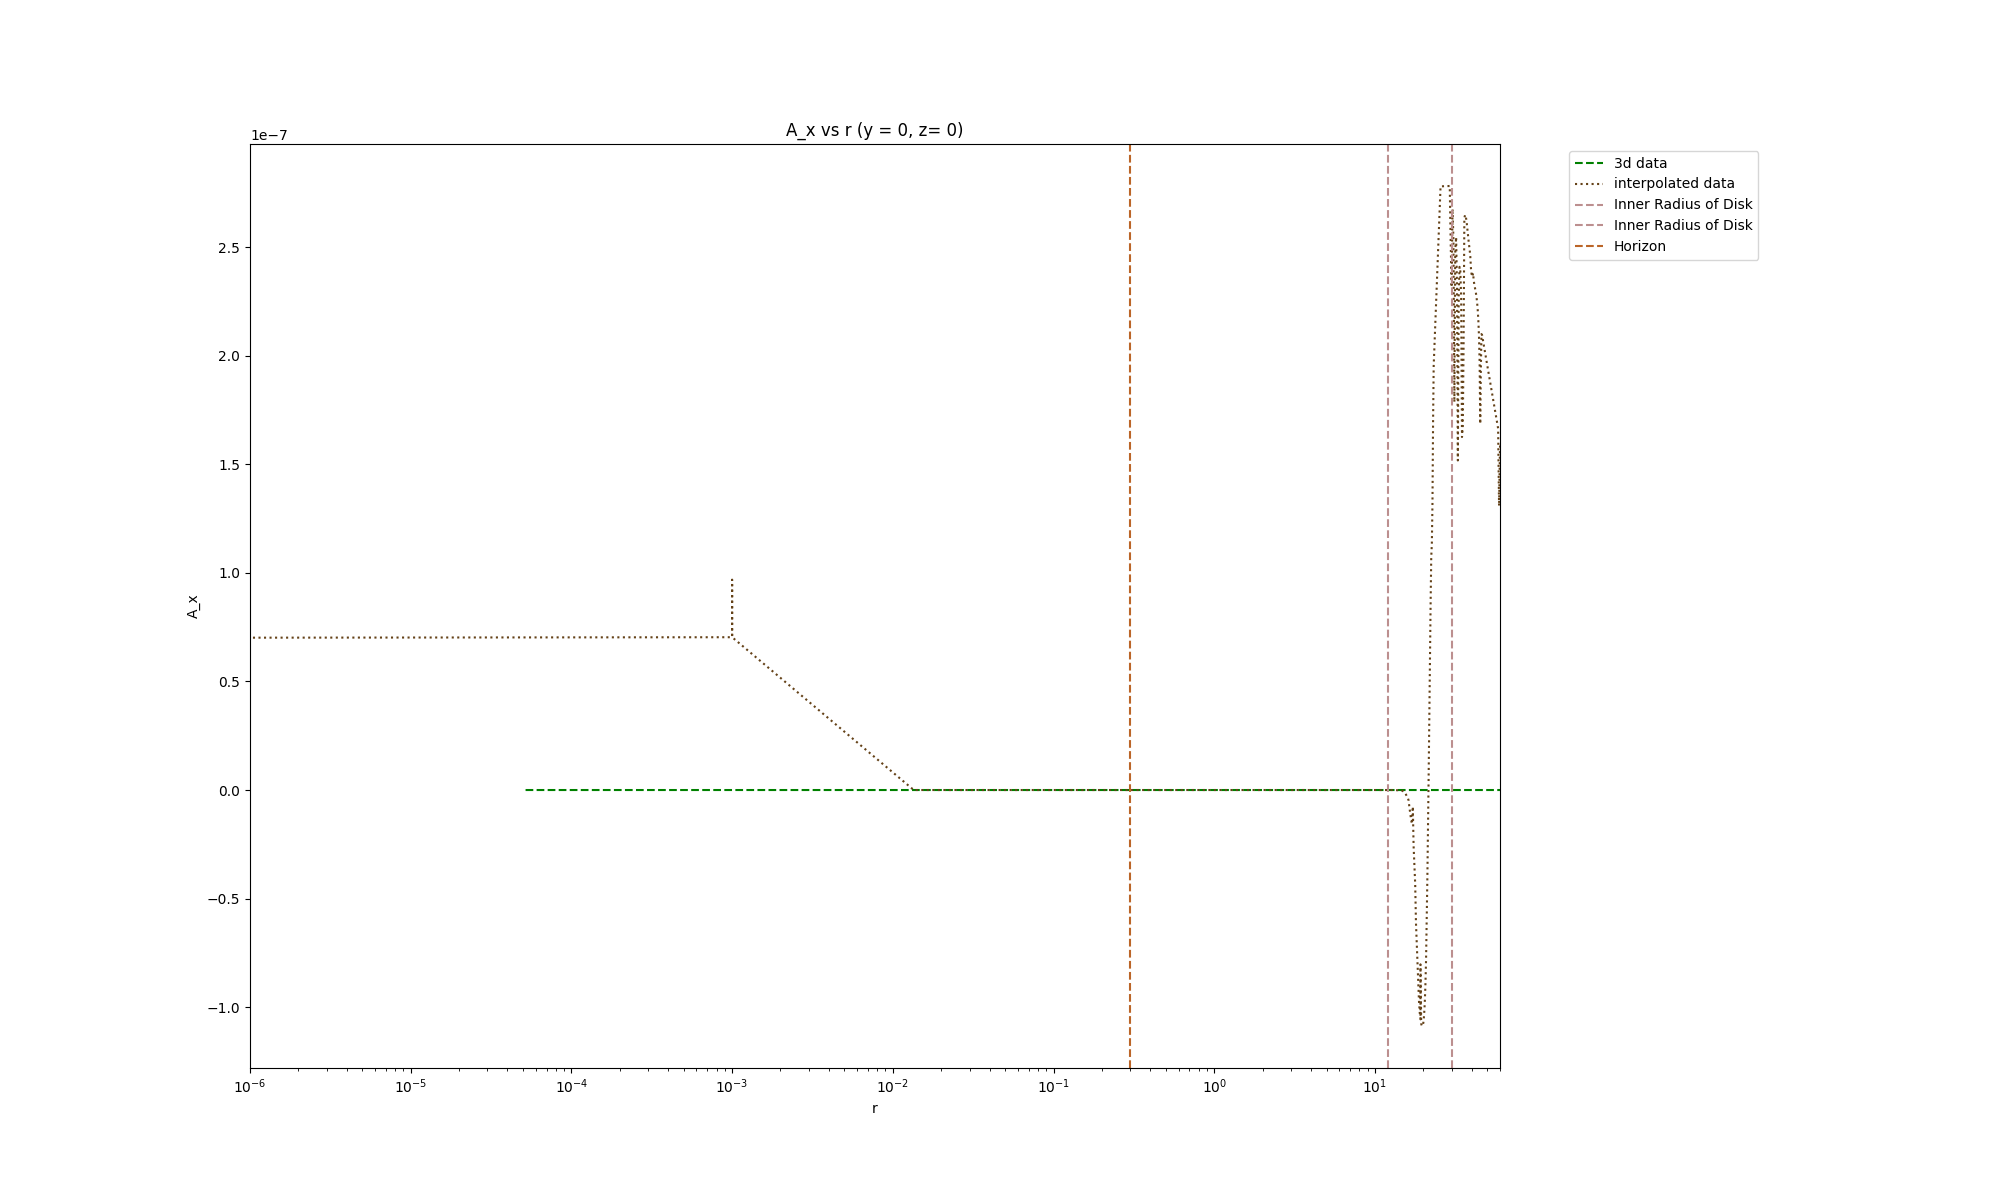 A_x vs r (y = 0, z= 0)
1e−7
3d data
interpolated data
Inner Radius of Disk
Inner Radius of Disk
Horizon
2.5
2.0
1.5
1.0
0.5
0.0
−0.5
−1.0
A_x
10⁻⁶ 10⁻⁵ 10⁻⁴ 10⁻³ 10⁻² 10⁻¹ 10⁰ 10¹
r